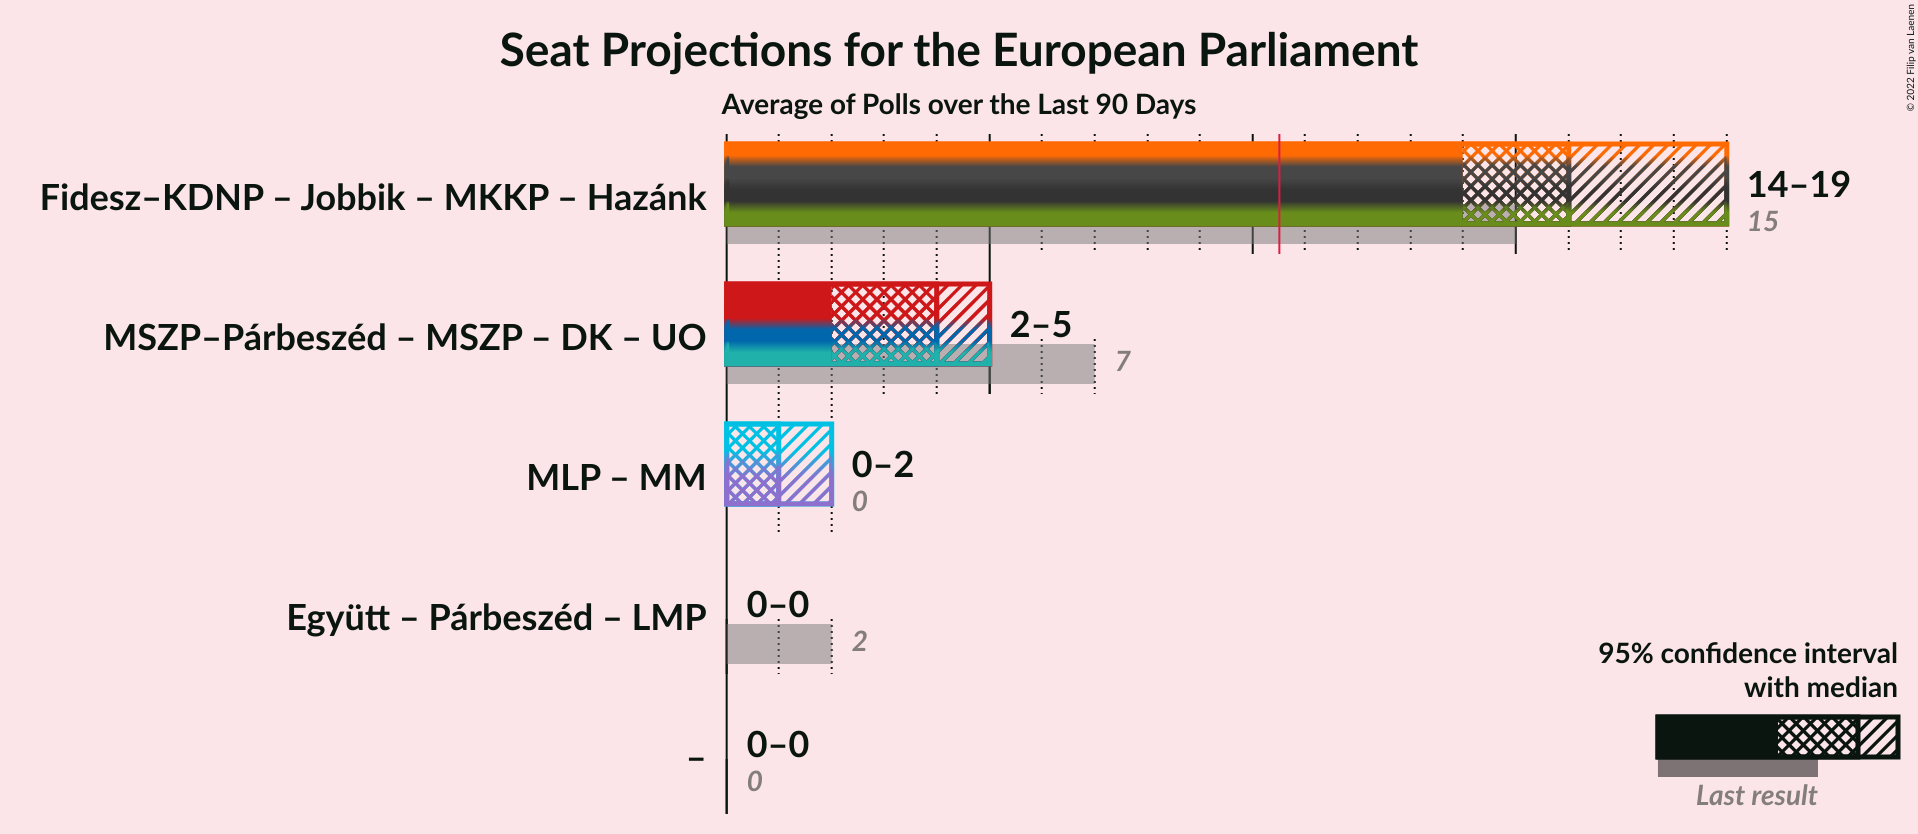 Seat Projections for the European Parliament
Average of Polls over the Last 90 Days
© 2022 Filip van Laenen
Fidesz–KDNP – Jobbik – MKKP – Hazánk
14–19
15
MSZP–Párbeszéd – MSZP – DK – UO
2–5
7
MLP – MM
0–2
0
Együtt – Párbeszéd – LMP
0–0
2
–
0–0
0
95% confidence interval
with median
Last result